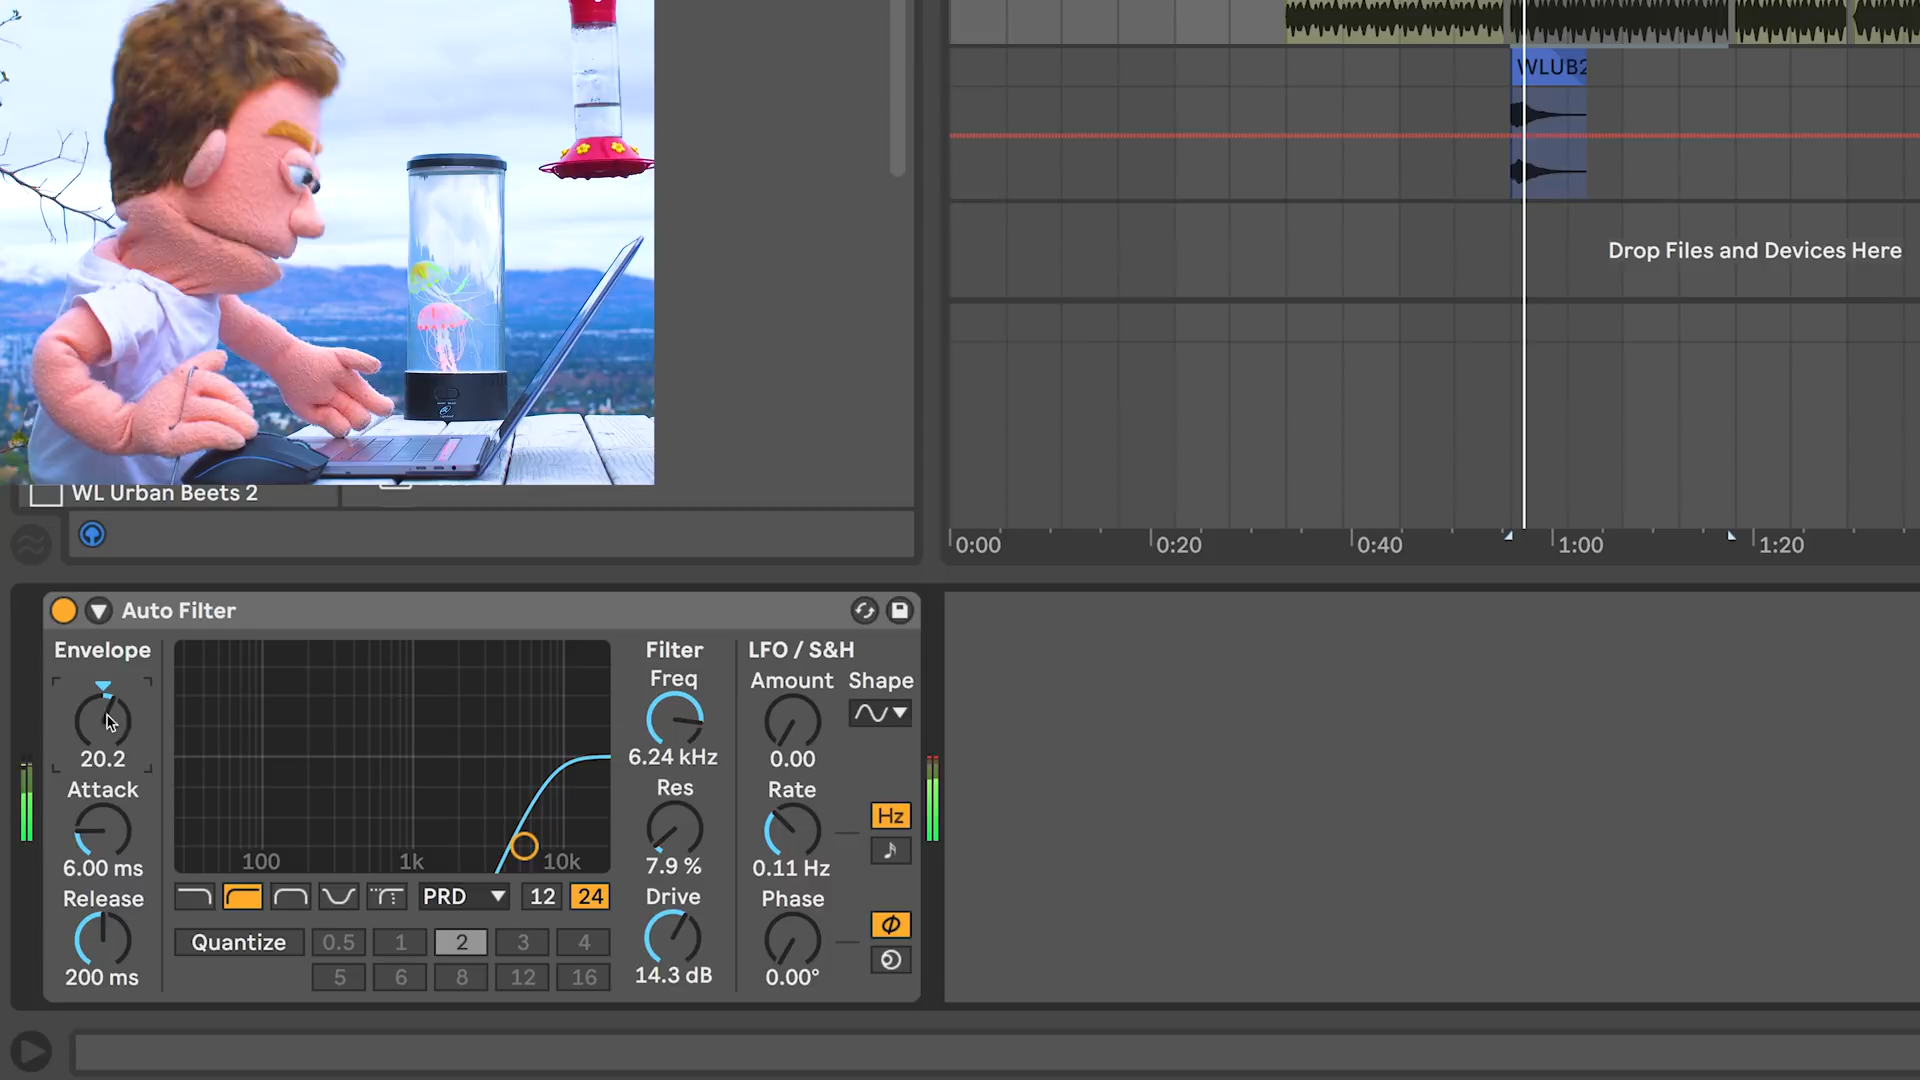 WLUB2
Drop Files and Devices Here
WL Urban Beets 2
0:00 0:20 0:40 1:00 1:20
Auto Filter
Envelope
20.2
Attack
6.00 ms
Release
200 ms
100 1k 10k
PRD 12 24
Quantize 0.5 1 2 3 4
5 6 8 12 16
Filter
Freq
6.24 kHz
Res
7.9 %
Drive
14.3 dB
LFO / S&H
Amount Shape
0.00
Rate
Hz
0.11 Hz
Phase
0.00°